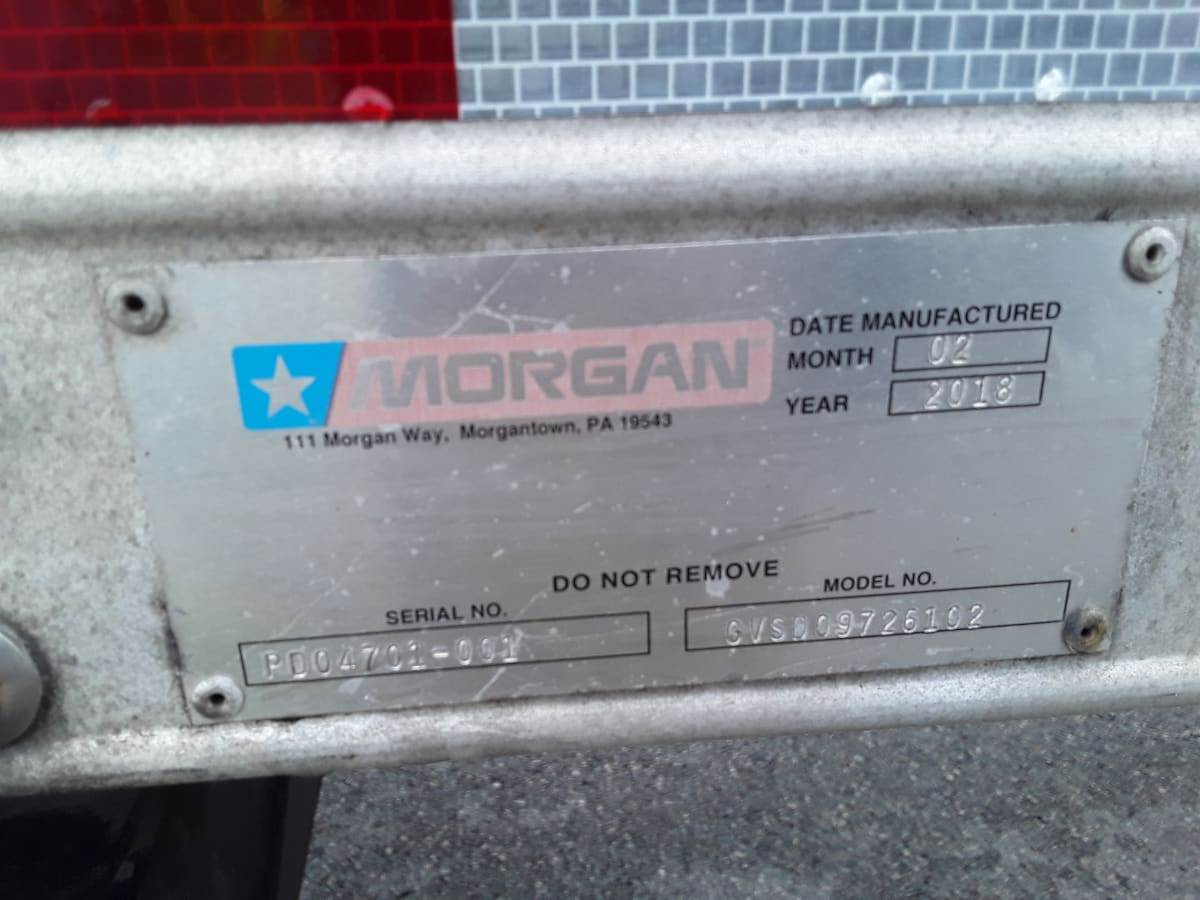 MORGAN
111 Morgan Way, Morgantown, PA 19543
DATE MANUFACTURED
MONTH 02
YEAR 2018
DO NOT REMOVE
SERIAL NO.
PD04701-001
MODEL NO.
GVSD09726102